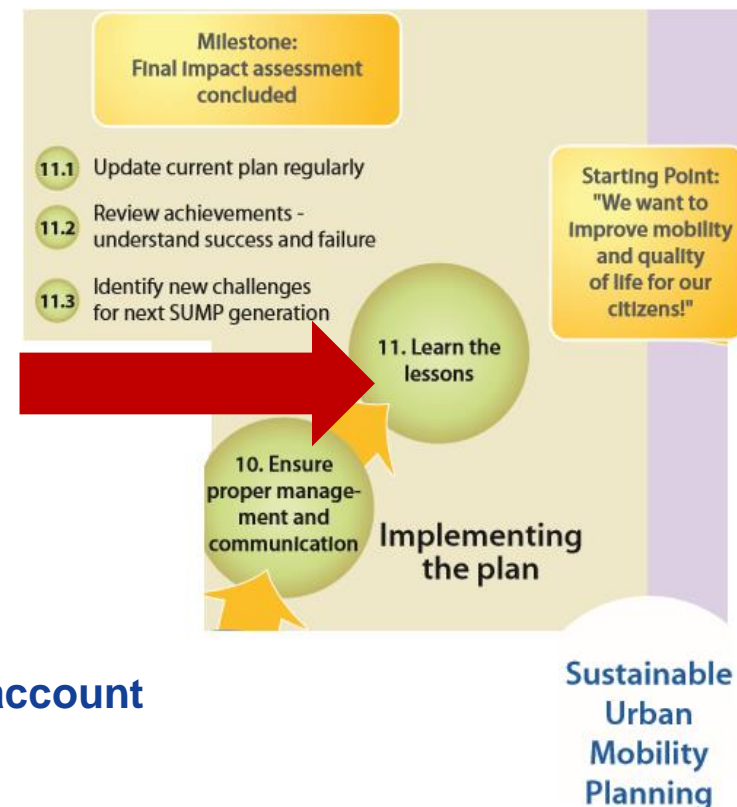 Milestone:
Final Impact assessment
concluded
11.1 Update current plan regularly
11.2 Review achievements -
understand success and failure
11.3 Identify new challenges
for next SUMP generation
Starting Point:
"We want to
improve mobility
and quality
of life for our
citizens!"
11. Learn the
lessons
10. Ensure
proper manage-
ment and
communication
Implementing
the plan
account
Sustainable
Urban
Mobility
Planning